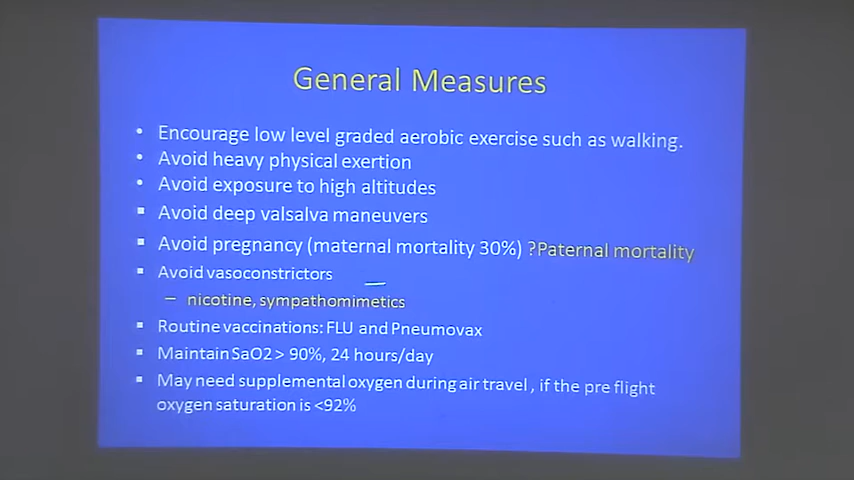 General Measures
• Encourage low level graded aerobic exercise such as walking.
• Avoid heavy physical exertion
• Avoid exposure to high altitudes
▪ Avoid deep valsalva maneuvers
▪ Avoid pregnancy (maternal mortality 30%) ?Paternal mortality
▪ Avoid vasoconstrictors
– nicotine, sympathomimetics
▪ Routine vaccinations: FLU and Pneumovax
▪ Maintain SaO2 > 90%, 24 hours/day
▪ May need supplemental oxygen during air travel , if the pre flight
oxygen saturation is <92%